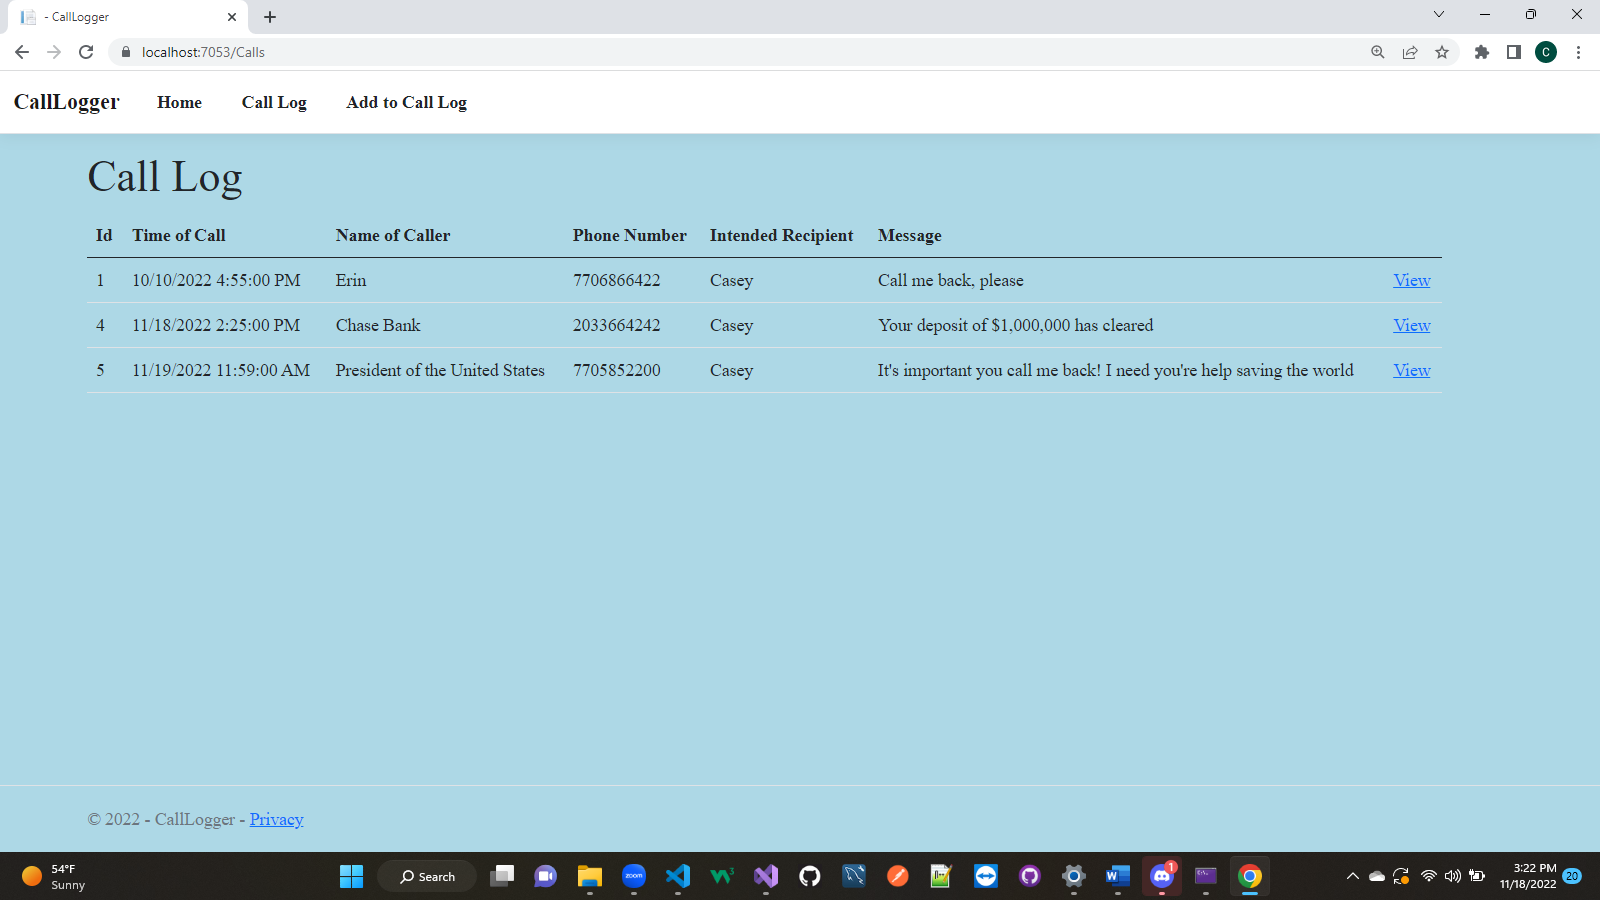 - CallLogger
localhost:7053/Calls
C
CallLogger Home Call Log Add to Call Log
Call Log
Id Time of Call Name of Caller Phone Number Intended Recipient Message
1 10/10/2022 4:55:00 PM Erin 7706866422 Casey Call me back, please View
4 11/18/2022 2:25:00 PM Chase Bank 2033664242 Casey Your deposit of $1,000,000 has cleared View
5 11/19/2022 11:59:00 AM President of the United States 7705852200 Casey It's important you call me back! I need you're help saving the world View
© 2022 - CallLogger - Privacy
54°F
Sunny
Search
zoom
W3
W
1
3:22 PM
11/18/2022
20